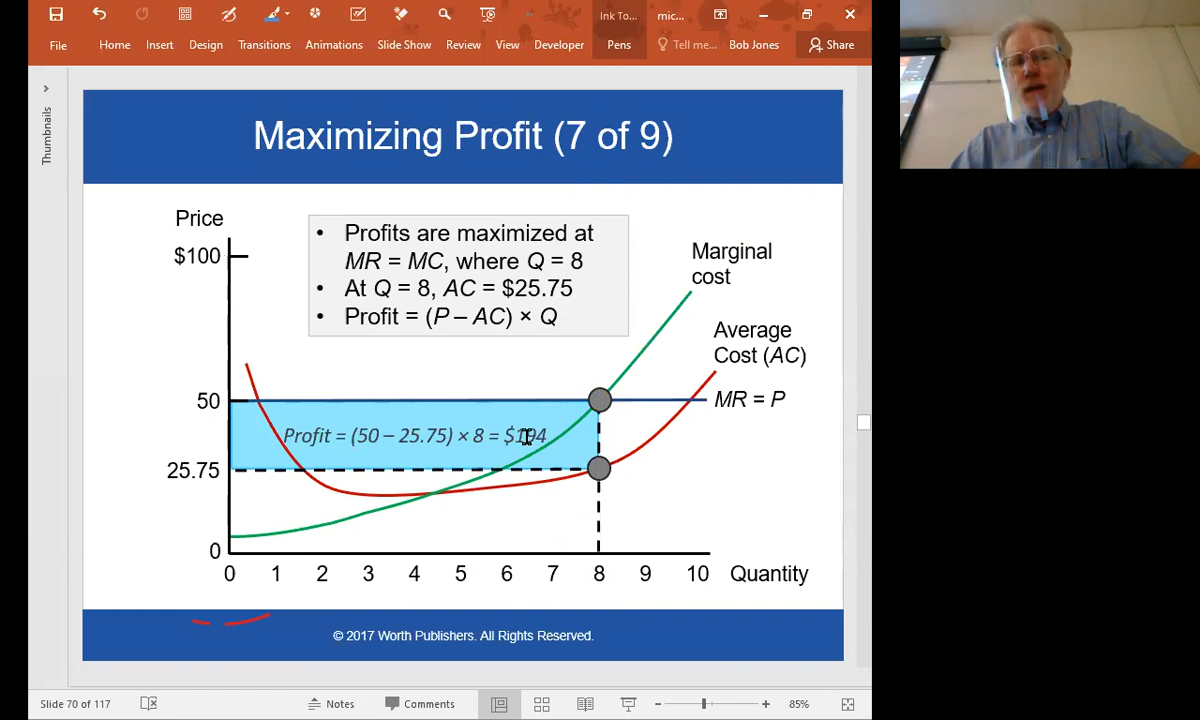 Ink To... mic...
File Home Insert Design Transitions Animations Slide Show Review View Developer Pens Tell me... Bob Jones Share
Thumbnails
Maximizing Profit (7 of 9)
Price
$100
• Profits are maximized at
MR = MC, where Q = 8
• At Q = 8, AC = $25.75
• Profit = (P – AC) × Q
Marginal
cost
Average
Cost (AC)
50
MR = P
Profit = (50 – 25.75) × 8 = $194
25.75
0
0 1 2 3 4 5 6 7 8 9 10 Quantity
© 2017 Worth Publishers. All Rights Reserved.
Slide 70 of 117 Notes Comments 85%